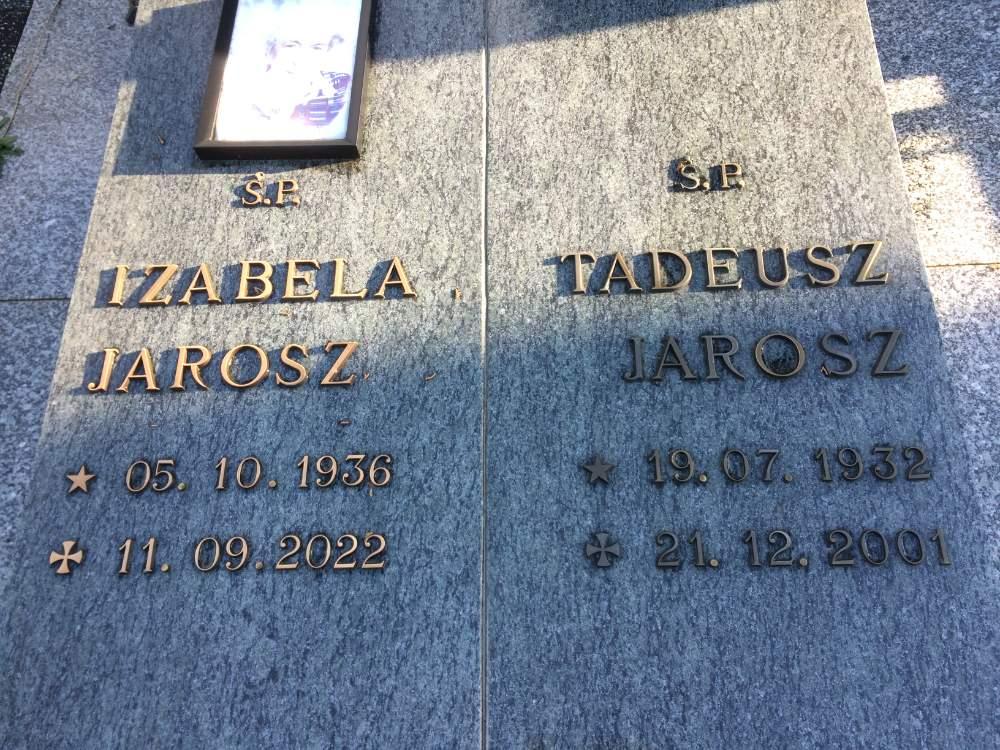 Ś.P.
IZABELA
JAROSZ
05. 10. 1936
11. 09. 2022
Ś.P.
TADEUSZ
JAROSZ
19. 07. 1932
21. 12. 2001